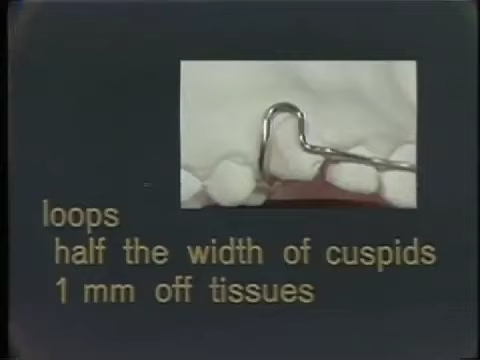 loops
half the width of cuspids
1 mm off tissues